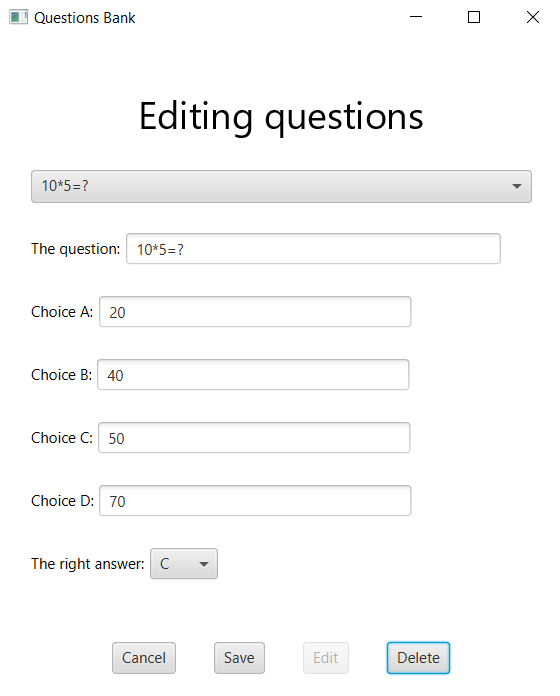 Questions Bank
Editing questions
10*5=?
The question: 10*5=?
Choice A: 20
Choice B: 40
Choice C: 50
Choice D: 70
The right answer: C
Cancel Save Edit Delete